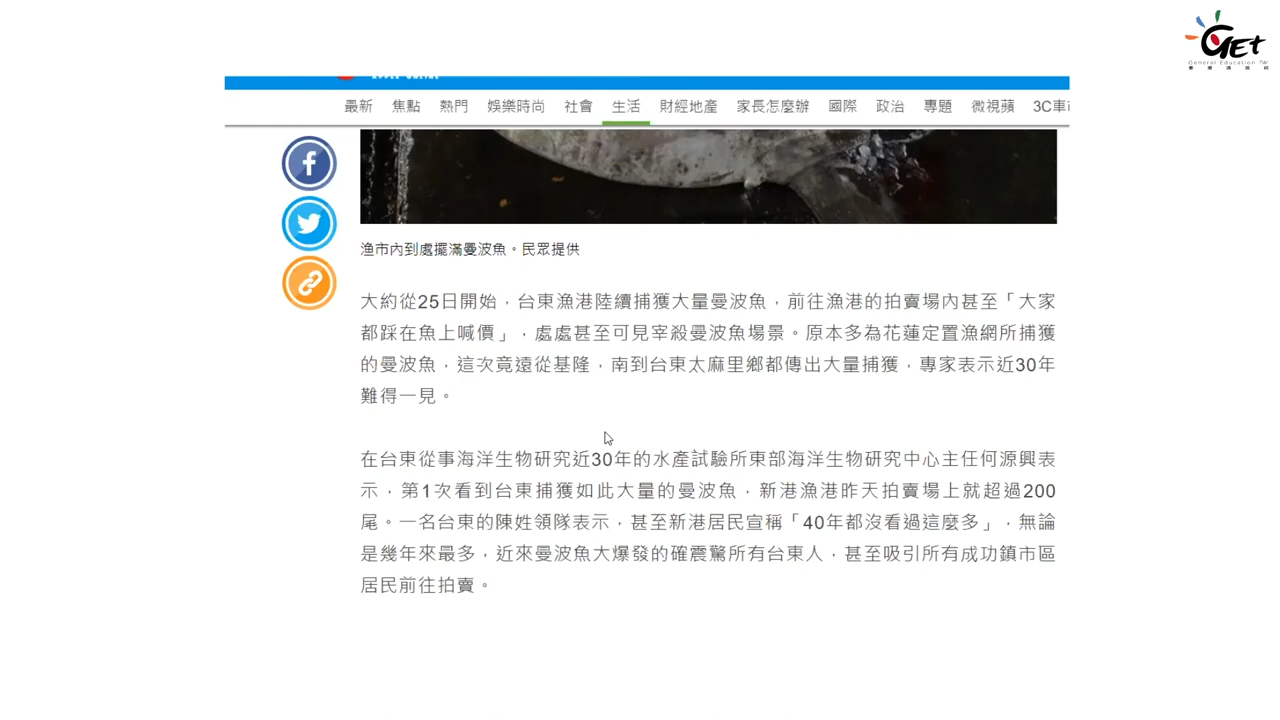 GEt
General Education TW
最新 焦點 熱門 娛樂時尚 社會 生活 財經地產 家長怎麼辦 國際 政治 專題 微視蘋 3C車
漁市內到處擺滿曼波魚。民眾提供
大約從25日開始，台東漁港陸續捕獲大量曼波魚，前往漁港的拍賣場內甚至「大家
都踩在魚上喊價」，處處甚至可見宰殺曼波魚場景。原本多為花蓮定置漁網所捕獲
的曼波魚，這次竟遠從基隆，南到台東太麻里鄉都傳出大量捕獲，專家表示近30年
難得一見。
在台東從事海洋生物研究近30年的水產試驗所東部海洋生物研究中心主任何源興表
示，第1次看到台東捕獲如此大量的曼波魚，新港漁港昨天拍賣場上就超過200
尾。一名台東的陳姓領隊表示，甚至新港居民宣稱「40年都沒看過這麼多」，無論
是幾年來最多，近來曼波魚大爆發的確震驚所有台東人，甚至吸引所有成功鎮市區
居民前往拍賣。